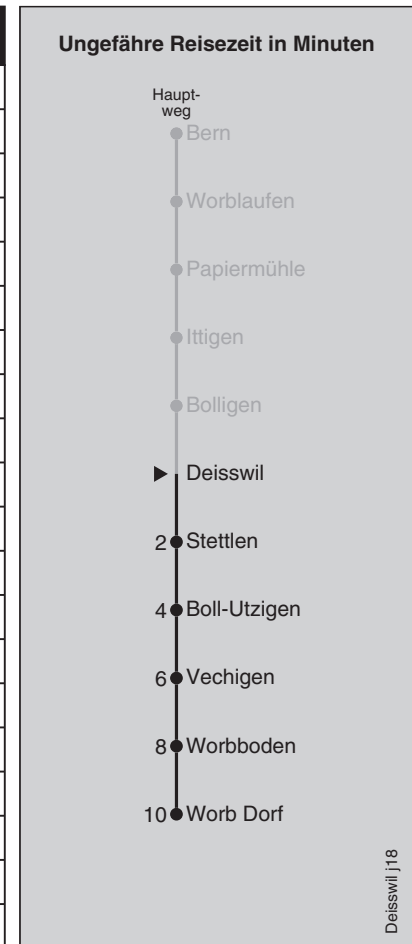 Ungefähre Reisezeit in Minuten
Haupt-
weg
Bern
Worblaufen
Papiermühle
Ittigen
Bolligen
Deisswil
2 Stettlen
4 Boll-Utzigen
6 Vechigen
8 Worbboden
10 Worb Dorf
Deisswil j18